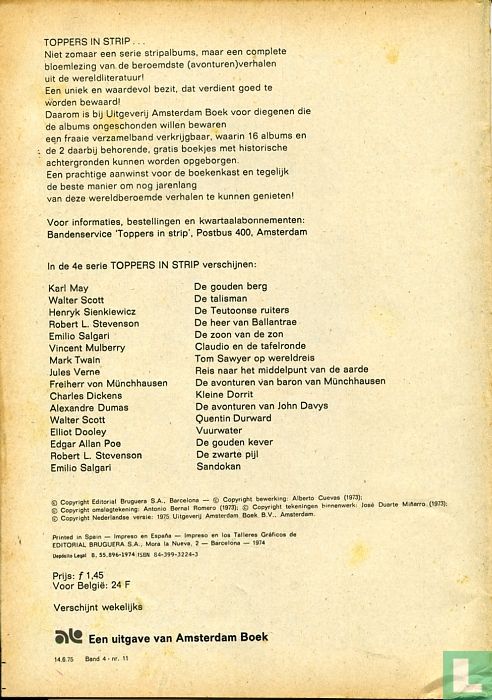 TOPPERS IN STRIP . . .
Niet zomaar een serie stripalbums, maar een complete
bloemlezing van de beroemdste (avonturen)verhalen
uit de wereldliteratuur!
Een uniek en waardevol bezit, dat verdient goed te
worden bewaard!
Daarom is bij Uitgeverij Amsterdam Boek voor diegenen die
de albums ongeschonden willen bewaren
een fraaie verzamelband verkrijgbaar, waarin 16 albums en
de 2 daarbij behorende, gratis boekjes met historische
achtergronden kunnen worden opgeborgen.
Een prachtige aanwinst voor de boekenkast en tegelijk
de beste manier om nog jarenlang
van deze wereldberoemde verhalen te kunnen genieten!
Voor informaties, bestellingen en kwartaalabonnementen:
Bandenservice 'Toppers in strip', Postbus 400, Amsterdam
In de 4e serie TOPPERS IN STRIP verschijnen:
Karl May De gouden berg
Walter Scott De talisman
Henryk Sienkiewicz De Teutoonse ruiters
Robert L. Stevenson De heer van Ballantrae
Emilio Salgari De zoon van de zon
Vincent Mulberry Claudio en de tafelronde
Mark Twain Tom Sawyer op wereldreis
Jules Verne Reis naar het middelpunt van de aarde
Freiherr von Münchhausen De avonturen van baron van Münchhausen
Charles Dickens Kleine Dorrit
Alexandre Dumas De avonturen van John Davys
Walter Scott Quentin Durward
Elliot Dooley Vuurwater
Edgar Allan Poe De gouden kever
Robert L. Stovenson De zwarte pijl
Emilio Salgari Sandokan
© Copyright Editorial Bruguera S.A., Barcelona — © Copyright bewerking: Alberto Cuevas (1973);
© Copyright omslagtekening: Antonio Bernal Romero (1973); © Copyright tekeningen binnenwerk: José Duarte Miñarro (1973);
© Copyright Nederlandse versie: 1975 Uitgeverij Amsterdam Boek B.V., Amsterdam.
Printed in Spain — Impreso en España — Impreso en los Talleres Gráficos de
EDITORIAL BRUGUERA S.A., Mora la Nueva, 2 — Barcelona — 1974
Depósito Legal B. 55.896-1974 ISBN 84-399-3224-3
Prijs: ƒ 1,45
Voor België: 24 F
Verschijnt wekelijks
Een uitgave van Amsterdam Boek
14.6.75 Band 4 - nr. 11
catawiki